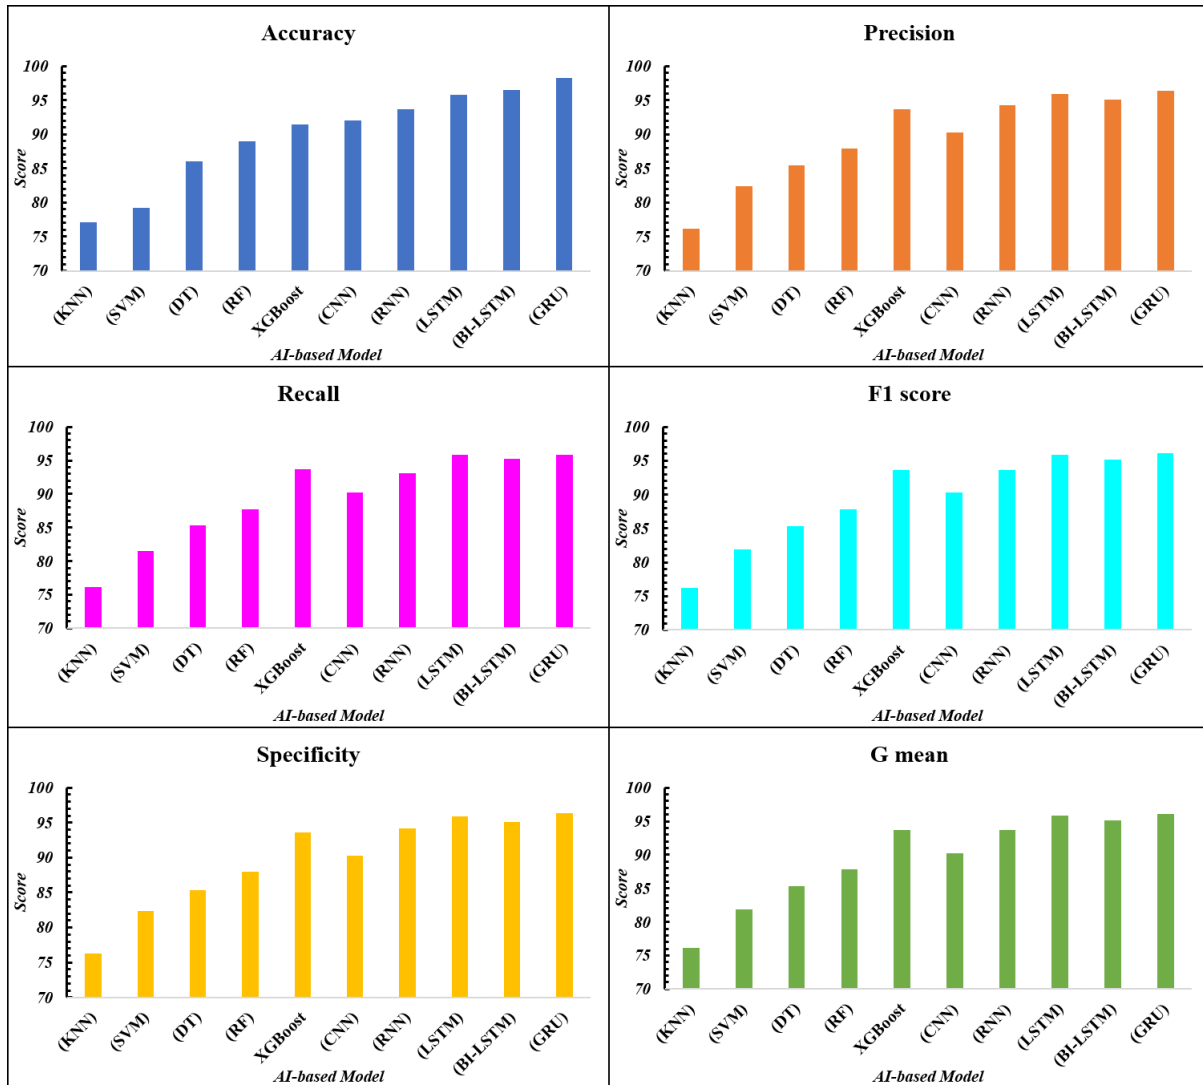 Accuracy
100
95
90
85
80
75
70
Score
(KNN)
(SVM)
(DT)
(RF)
XGBoost
(CNN)
(RNN)
(LSTM)
(BI-LSTM)
(GRU)
AI-based Model
Precision
100
95
90
85
80
75
70
Score
(KNN)
(SVM)
(DT)
(RF)
XGBoost
(CNN)
(RNN)
(LSTM)
(BI-LSTM)
(GRU)
AI-based Model
Recall
100
95
90
85
80
75
70
Score
(KNN)
(SVM)
(DT)
(RF)
XGBoost
(CNN)
(RNN)
(LSTM)
(BI-LSTM)
(GRU)
AI-based Model
F1 score
100
95
90
85
80
75
70
Score
(KNN)
(SVM)
(DT)
(RF)
XGBoost
(CNN)
(RNN)
(LSTM)
(BI-LSTM)
(GRU)
AI-based Model
Specificity
100
95
90
85
80
75
70
Score
(KNN)
(SVM)
(DT)
(RF)
XGBoost
(CNN)
(RNN)
(LSTM)
(BI-LSTM)
(GRU)
AI-based Model
G mean
100
95
90
85
80
75
70
Score
(KNN)
(SVM)
(DT)
(RF)
XGBoost
(CNN)
(RNN)
(LSTM)
(BI-LSTM)
(GRU)
AI-based Model